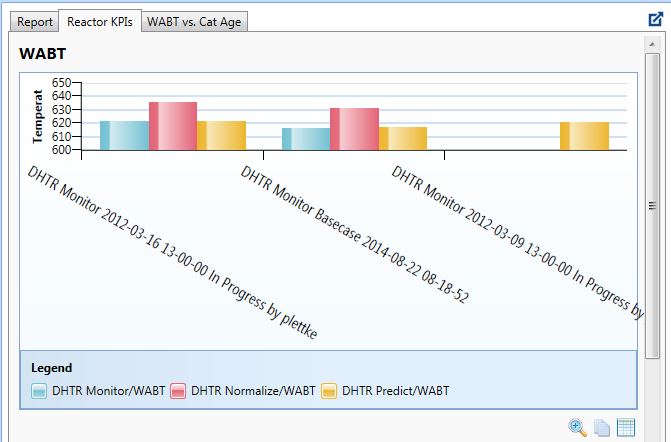 Report
Reactor KPIs
WABT vs. Cat Age
WABT
Temperat
650
640
630
620
610
600
DHTR Monitor 2012-03-16 13-00-00 In Progress by plettke
DHTR Monitor Basecase 2014-08-22 08-18-52
DHTR Monitor 2012-03-09 13-00-00 In Progress by
Legend
DHTR Monitor/WABT
DHTR Normalize/WABT
DHTR Predict/WABT